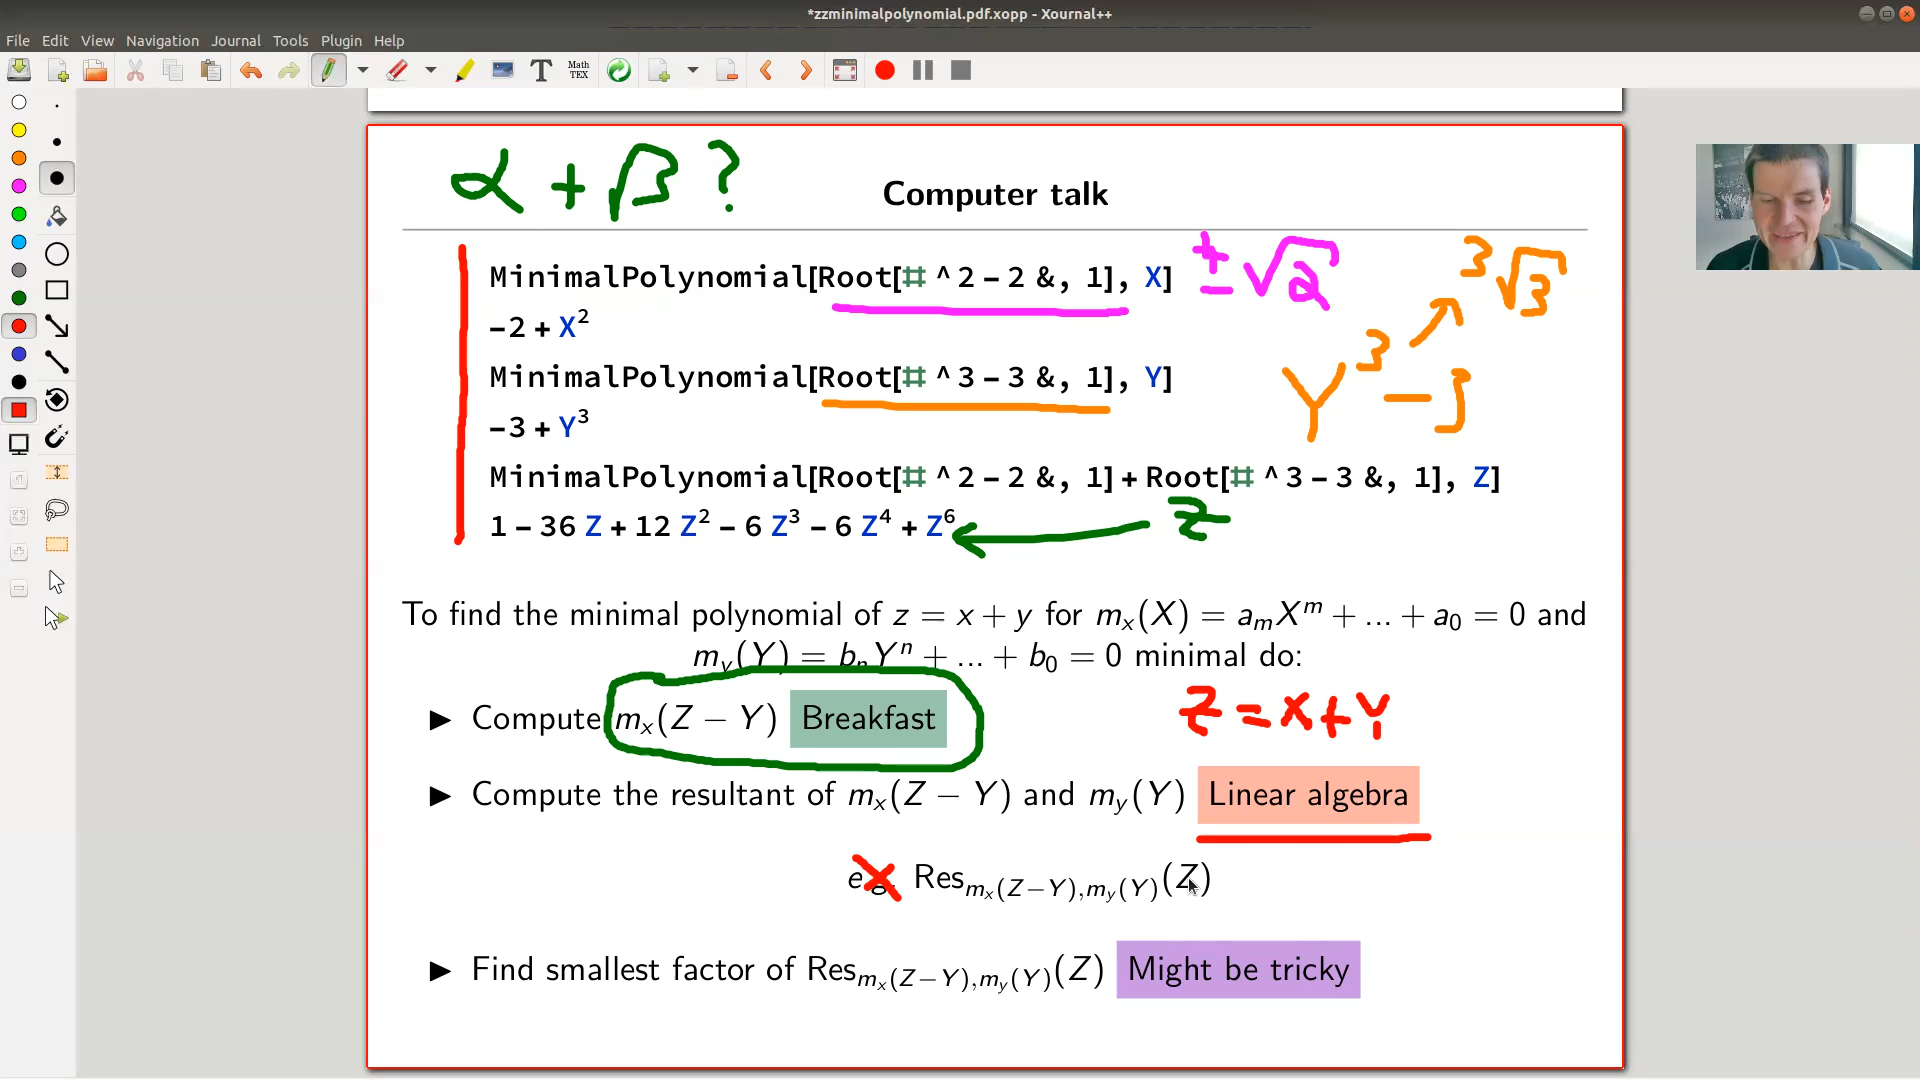 *zzminimalpolynomial.pdf.xopp - Xournal++
File Edit View Navigation Journal Tools Plugin Help
Math TEX
α + β ?
Computer talk
MinimalPolynomial[Root[# ^ 2 - 2 &, 1], X] ± √2 ³√3
-2 + X²
MinimalPolynomial[Root[# ^ 3 - 3 &, 1], Y] Y³ - 3
-3 + Y³
MinimalPolynomial[Root[# ^ 2 - 2 &, 1] + Root[# ^ 3 - 3 &, 1], Z]
1 - 36 Z + 12 Z² - 6 Z³ - 6 Z⁴ + Z⁶ Z
To find the minimal polynomial of z = x + y for mₓ(X) = aₘXᵐ + ... + a₀ = 0 and
m_y(Y) = bₙYⁿ + ... + b₀ = 0 minimal do:
▶ Compute mₓ(Z − Y) Breakfast Z = X + Y
▶ Compute the resultant of mₓ(Z − Y) and m_y(Y) Linear algebra
e.g. Res_{mₓ(Z−Y),m_y(Y)}(Z)
▶ Find smallest factor of Res_{mₓ(Z−Y),m_y(Y)}(Z) Might be tricky